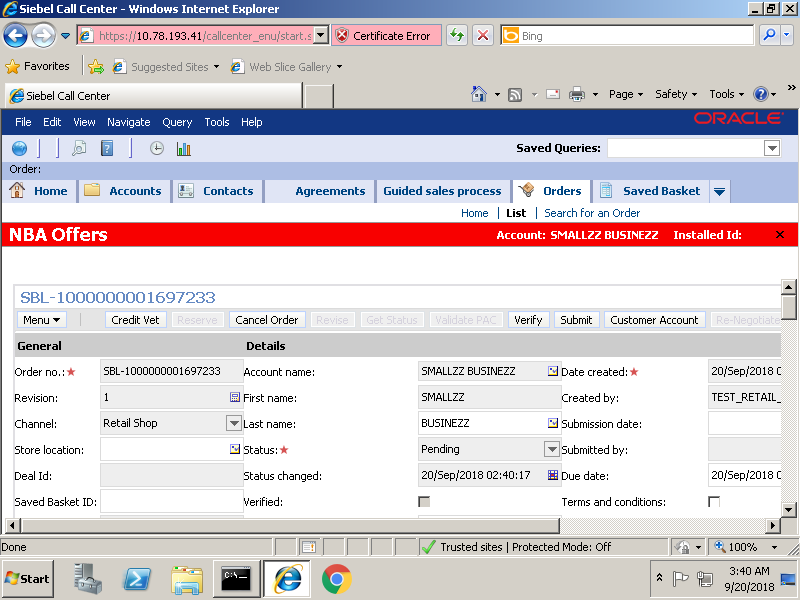 Siebel Call Center - Windows Internet Explorer
https://10.78.193.41/callcenter_enu/start.s
Certificate Error
Bing
Favorites
Suggested Sites
Web Slice Gallery
Siebel Call Center
Page
Safety
Tools
»
File Edit View Navigate Query Tools Help
ORACLE
Saved Queries:
Order:
Home Accounts Contacts Agreements Guided sales process Orders Saved Basket
Home | List | Search for an Order
NBA Offers Account: SMALLZZ BUSINEZZ Installed Id: ×
SBL-1000000001697233
Menu Credit Vet Reserve Cancel Order Revise Get Status Validate PAC Verify Submit Customer Account Re-Negotiate
General Details
Order no.:★ SBL-1000000001697233 Account name: SMALLZZ BUSINEZZ Date created:★ 20/Sep/2018 0
Revision: 1 First name: SMALLZZ Created by: TEST_RETAIL_
Channel: Retail Shop Last name: BUSINEZZ Submission date:
Store location: Status:★ Pending Submitted by:
Deal Id: Status changed: 20/Sep/2018 02:40:17 Due date: 20/Sep/2018 0
Saved Basket ID: Verified: Terms and conditions:
Done Trusted sites | Protected Mode: Off 100%
Start C:\. 3:40 AM
9/20/2018